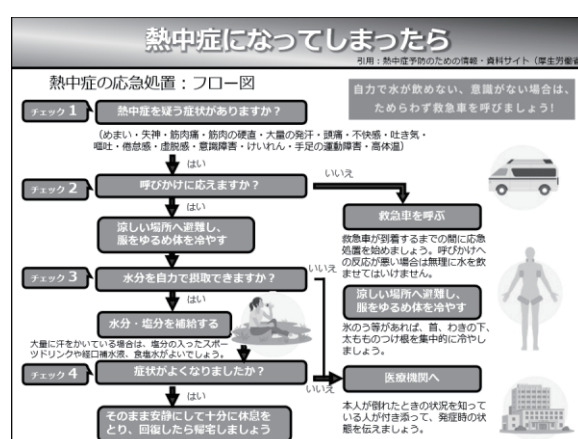 熱中症になってしまったら
引用：熱中症予防のための情報・資料サイト（厚生労働省
熱中症の応急処置：フロー図
自力で水が飲めない、意識がない場合は、
ためらわず救急車を呼びましょう！
チェック 1
熱中症を疑う症状がありますか？
（めまい・失神・筋肉痛・筋肉の硬直・大量の発汗・頭痛・不快感・吐き気・
嘔吐・倦怠感・虚脱感・意識障害・けいれん・手足の運動障害・高体温）
はい
チェック 2
呼びかけに応えますか？
いいえ
はい
涼しい場所へ避難し、
服をゆるめ体を冷やす
救急車を呼ぶ
救急車が到着するまでの間に応急
処置を始めましょう。呼びかけへ
の反応が悪い場合は無理に水を飲
ませてはいけません。
チェック 3
水分を自力で摂取できますか？
いいえ
はい
涼しい場所へ避難し、
服をゆるめ体を冷やす
氷のう等があれば、首、わきの下、
太もものつけ根を集中的に冷やし
ましょう。
水分・塩分を補給する
大量に汗をかいている場合は、塩分の入ったスポー
ツドリンクや経口補水液、食塩水がよいでしょう。
チェック 4
症状がよくなりましたか？
いいえ
はい
医療機関へ
本人が倒れたときの状況を知って
いる人が付き添って、発症時の状
態を伝えましょう。
そのまま安静にして十分に休息を
とり、回復したら帰宅しましょう